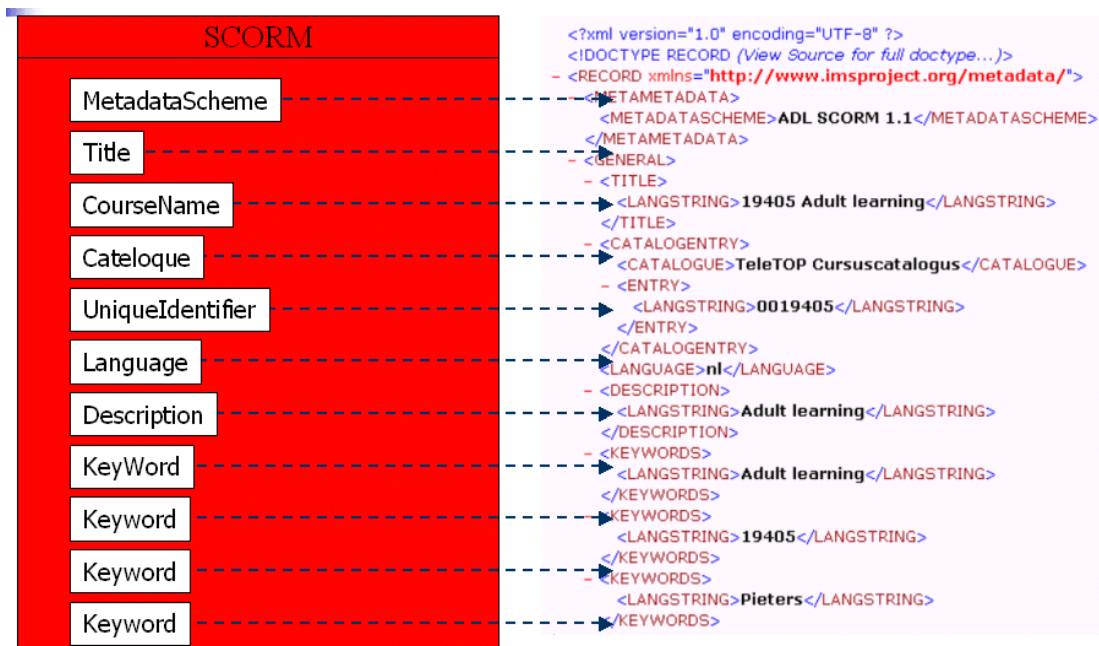 SCORM
MetadataScheme
Title
CourseName
Cateloque
UniqueIdentifier
Language
Description
KeyWord
Keyword
Keyword
Keyword
<?xml version="1.0" encoding="UTF-8" ?>
<!DOCTYPE RECORD (View Source for full doctype...)>
- <RECORD xmlns="http://www.imsproject.org/metadata/">
- <METAMETADATA>
<METADATASCHEME>ADL SCORM 1.1</METADATASCHEME>
</METAMETADATA>
- <GENERAL>
- <TITLE>
<LANGSTRING>19405 Adult learning</LANGSTRING>
</TITLE>
- <CATALOGENTRY>
<CATALOGUE>TeleTOP Cursuscatalogus</CATALOGUE>
- <ENTRY>
<LANGSTRING>0019405</LANGSTRING>
</ENTRY>
</CATALOGENTRY>
<LANGUAGE>nl</LANGUAGE>
- <DESCRIPTION>
<LANGSTRING>Adult learning</LANGSTRING>
</DESCRIPTION>
- <KEYWORDS>
<LANGSTRING>Adult learning</LANGSTRING>
</KEYWORDS>
- <KEYWORDS>
<LANGSTRING>19405</LANGSTRING>
</KEYWORDS>
- <KEYWORDS>
<LANGSTRING>Pieters</LANGSTRING>
</KEYWORDS>